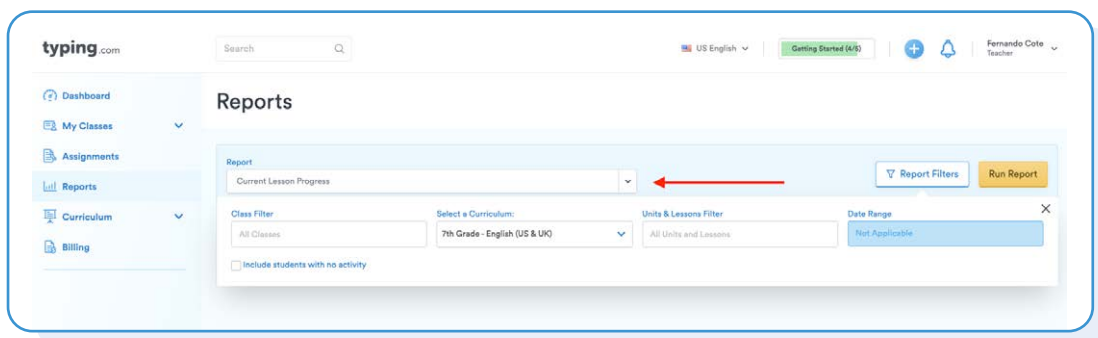 typing.com
Search
US English
Getting Started (4/5)
Fernando Cote
Teacher
Dashboard
My Classes
Assignments
Reports
Curriculum
Billing
Reports
Report
Current Lesson Progress
Report Filters
Run Report
Class Filter
Select a Curriculum:
Units & Lessons Filter
Date Range
All Classes
7th Grade - English (US & UK)
All Units and Lessons
Not Applicable
Include students with no activity